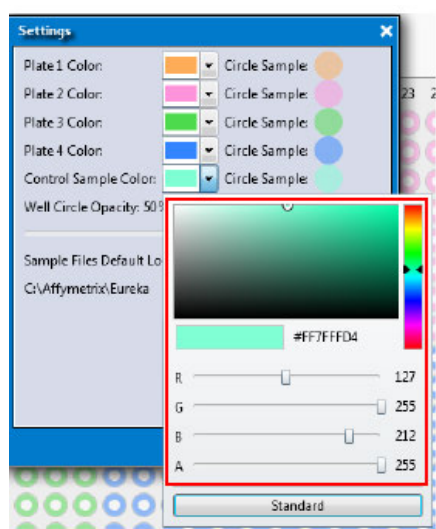 Settings
Plate 1 Color: Circle Sample:
Plate 2 Color: Circle Sample:
23 2
Plate 3 Color: Circle Sample:
Plate 4 Color: Circle Sample:
Control Sample Color: Circle Sample:
Well Circle Opacity: 50%
Sample Files Default Lo
C:\Affymetrix\Eureka
#FF7FFFD4
R 127
G 255
B 212
A 255
Standard